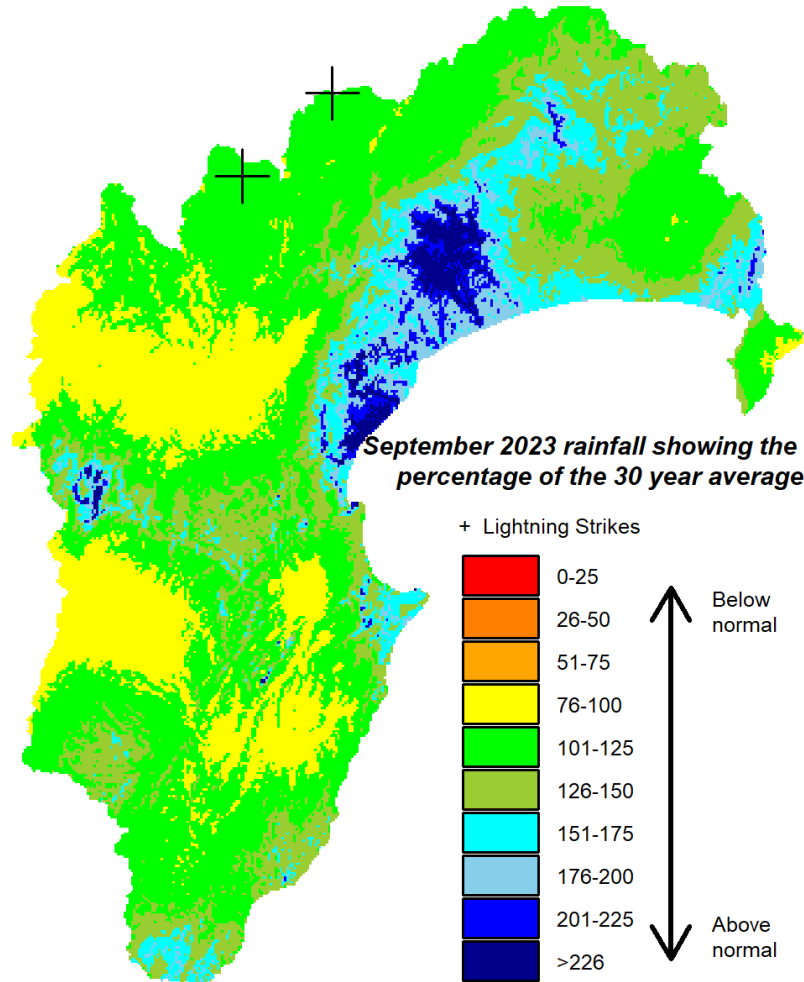 September 2023 rainfall showing the
percentage of the 30 year average
+ Lightning Strikes
0-25
26-50
51-75
76-100
101-125
126-150
151-175
176-200
201-225
>226
Below
normal
Above
normal